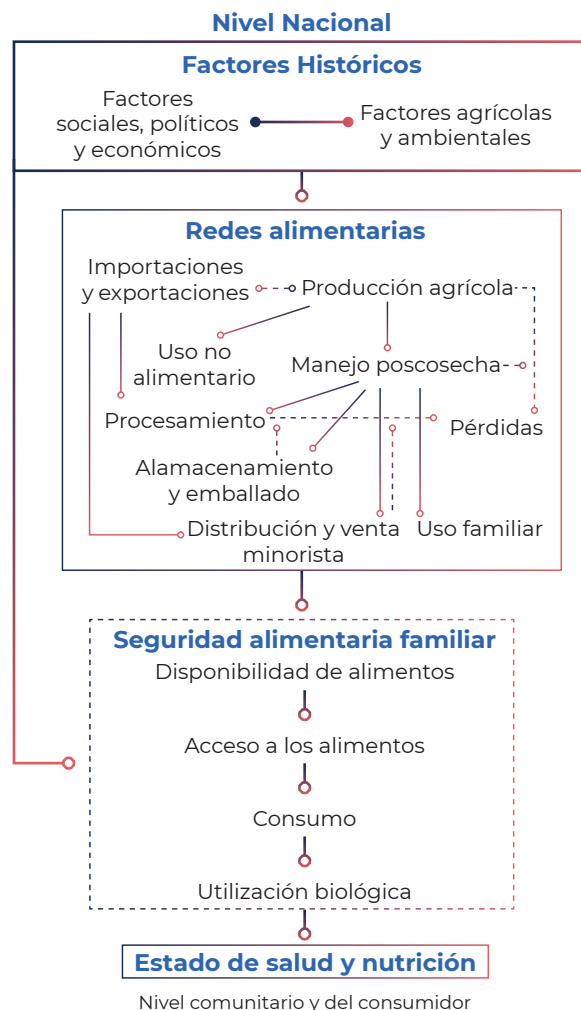 Nivel Nacional
Factores Históricos
Factores
sociales, políticos
y económicos
Factores agrícolas
y ambientales
Redes alimentarias
Importaciones
y exportaciones
Producción agrícola
Uso no
alimentario
Manejo poscosecha
Procesamiento
Pérdidas
Alamacenamiento
y emballado
Distribución y venta
minorista
Uso familiar
Seguridad alimentaria familiar
Disponibilidad de alimentos
Acceso a los alimentos
Consumo
Utilización biológica
Estado de salud y nutrición
Nivel comunitario y del consumidor